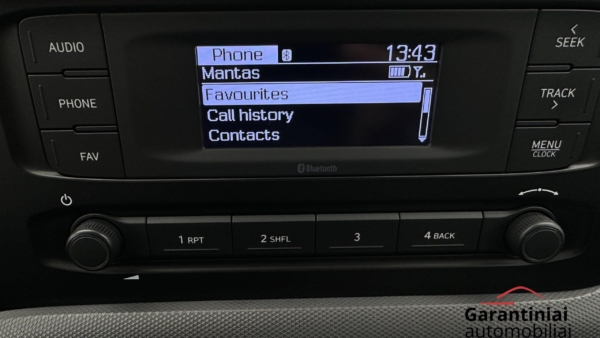 AUDIO
PHONE
FAV
Phone 13:43
Mantas
Favourites
Call history
Contacts
Bluetooth
SEEK
TRACK
MENU
CLOCK
1 RPT
2 SHFL
3
4 BACK
Garantiniai
automobiliai